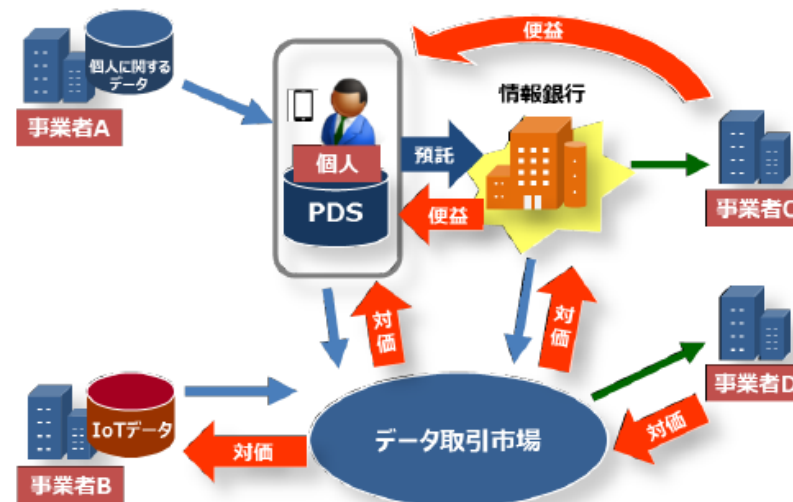 便益
個人に関する
データ
情報銀行
事業者A
個人
預託
PDS
便益
事業者C
対価
対価
IoTデータ
データ取引市場
事業者D
対価
対価
事業者B